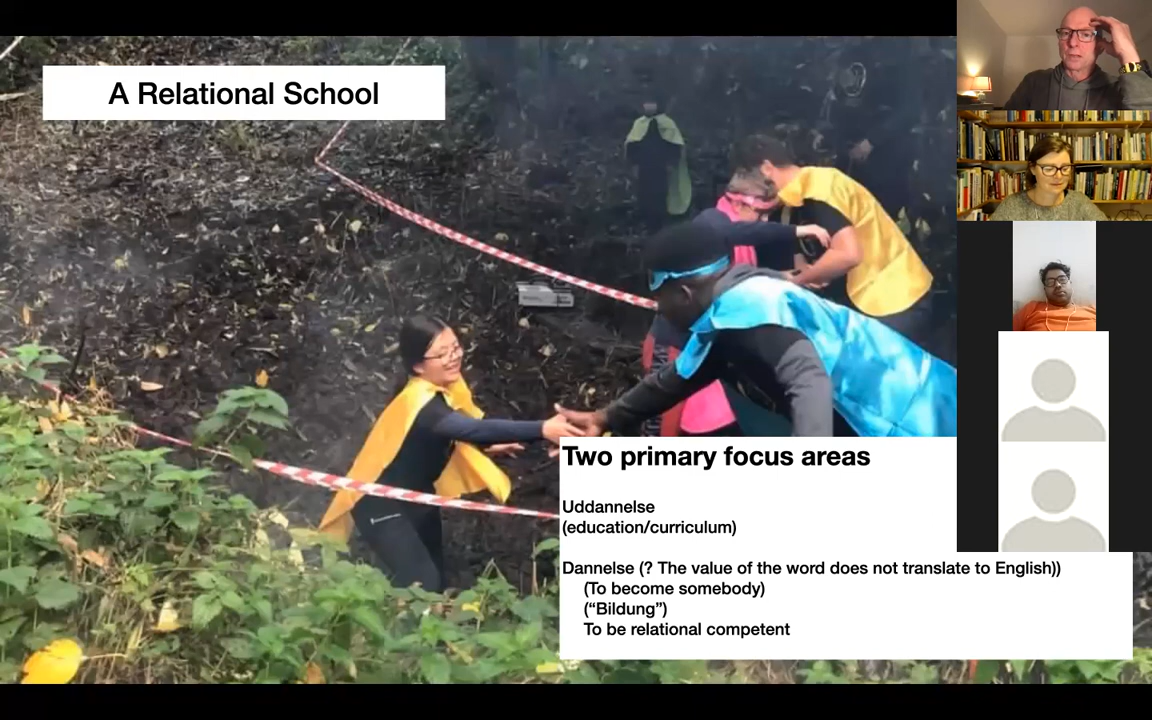 A Relational School
Two primary focus areas
Uddannelse
(education/curriculum)
Dannelse (? The value of the word does not translate to English))
(To become somebody)
(“Bildung”)
To be relational competent